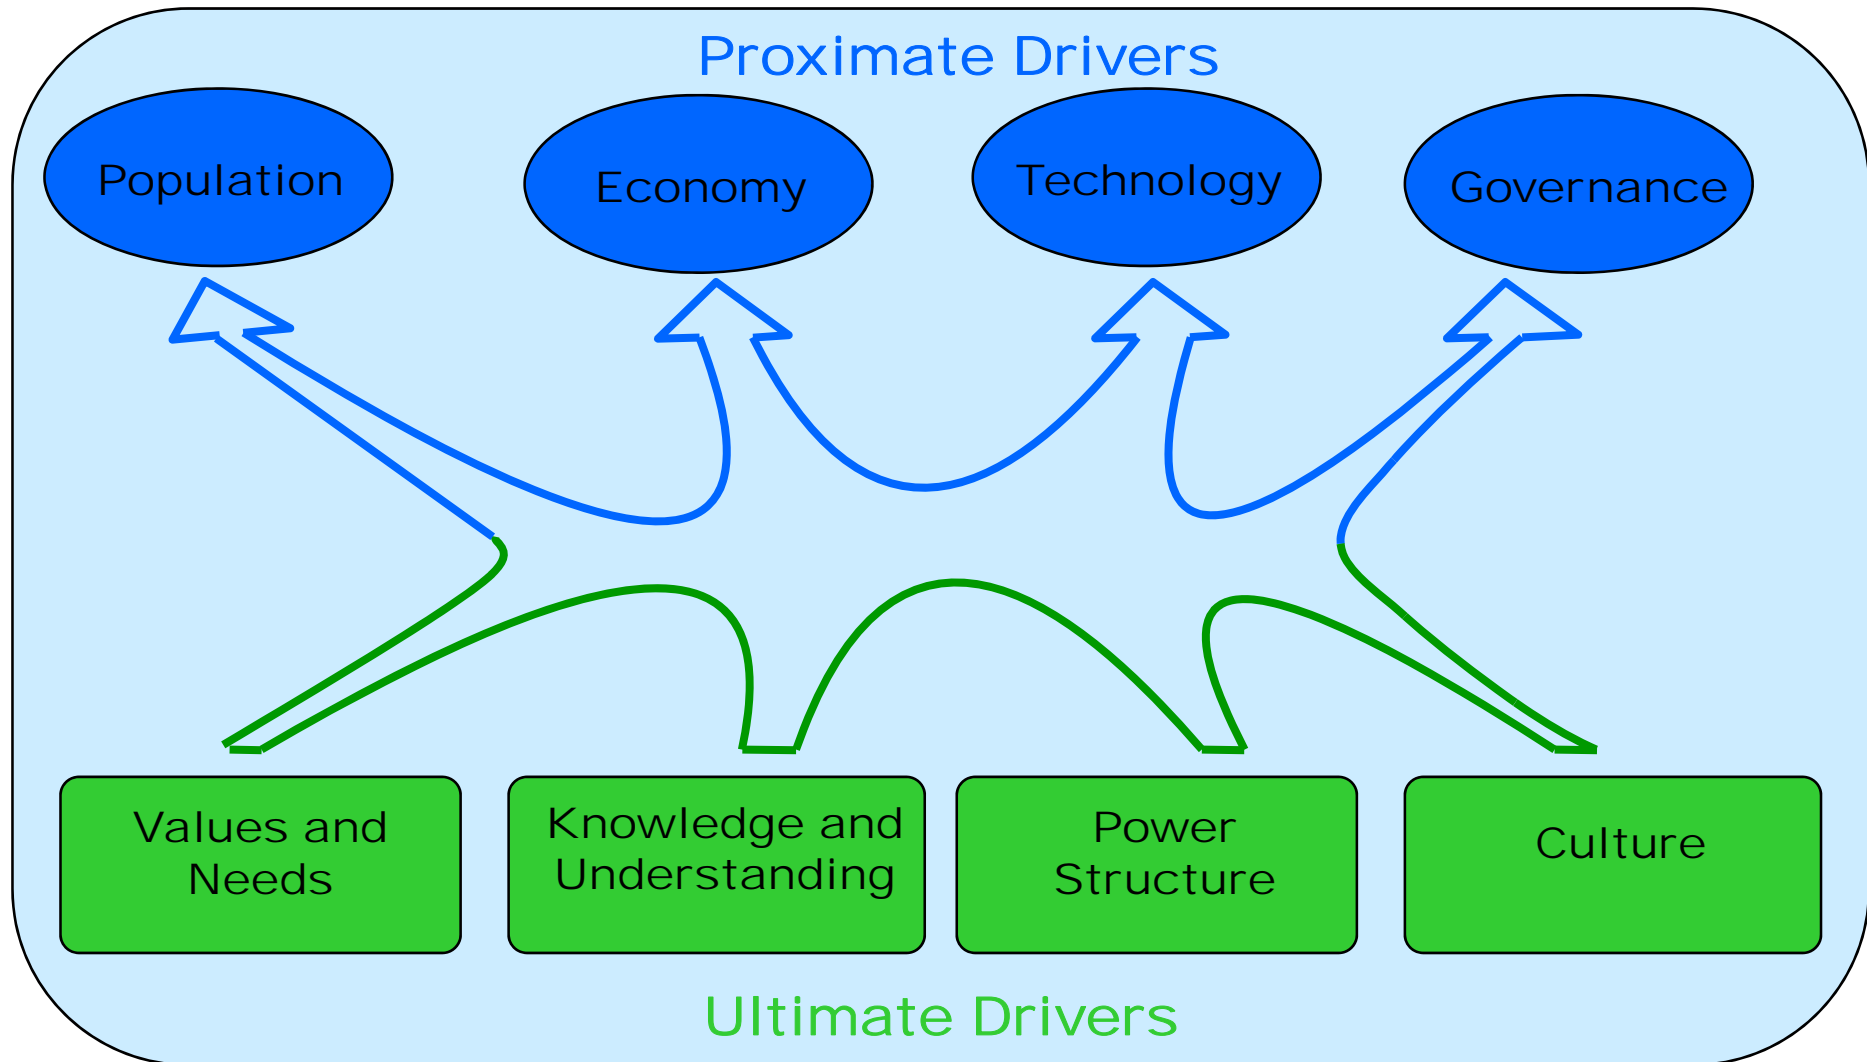 Proximate Drivers
Population
Economy
Technology
Governance
Values and
Needs
Knowledge and
Understanding
Power
Structure
Culture
Ultimate Drivers